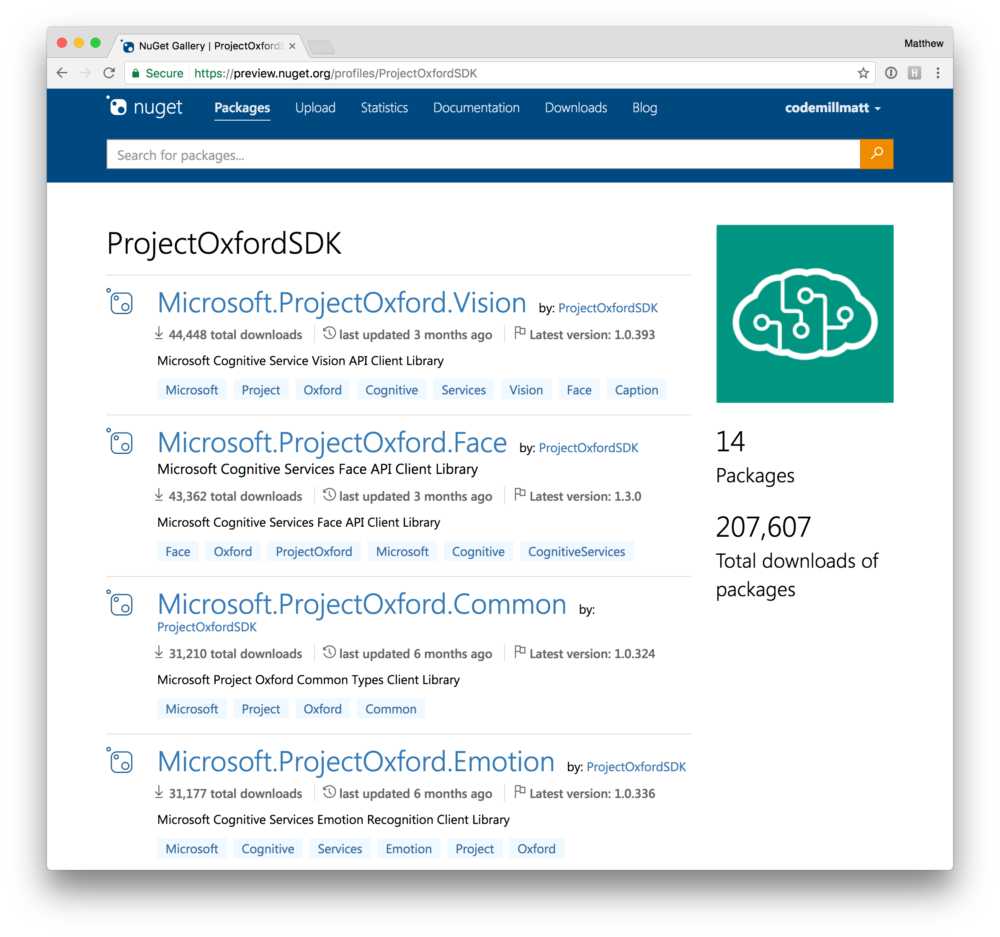 NuGet Gallery | ProjectOxfordS
Matthew
Secure https://preview.nuget.org/profiles/ProjectOxfordSDK
H
nuget Packages Upload Statistics Documentation Downloads Blog codemillmatt
Search for packages...
ProjectOxfordSDK
Microsoft.ProjectOxford.Vision by: ProjectOxfordSDK
44,448 total downloads last updated 3 months ago Latest version: 1.0.393
Microsoft Cognitive Service Vision API Client Library
Microsoft Project Oxford Cognitive Services Vision Face Caption
Microsoft.ProjectOxford.Face by: ProjectOxfordSDK
Microsoft Cognitive Services Face API Client Library
43,362 total downloads last updated 3 months ago Latest version: 1.3.0
Microsoft Cognitive Services Face API Client Library
Face Oxford ProjectOxford Microsoft Cognitive CognitiveServices
Microsoft.ProjectOxford.Common by:
ProjectOxfordSDK
31,210 total downloads last updated 6 months ago Latest version: 1.0.324
Microsoft Project Oxford Common Types Client Library
Microsoft Project Oxford Common
Microsoft.ProjectOxford.Emotion by: ProjectOxfordSDK
31,177 total downloads last updated 6 months ago Latest version: 1.0.336
Microsoft Cognitive Services Emotion Recognition Client Library
Microsoft Cognitive Services Emotion Project Oxford
14
Packages
207,607
Total downloads of
packages